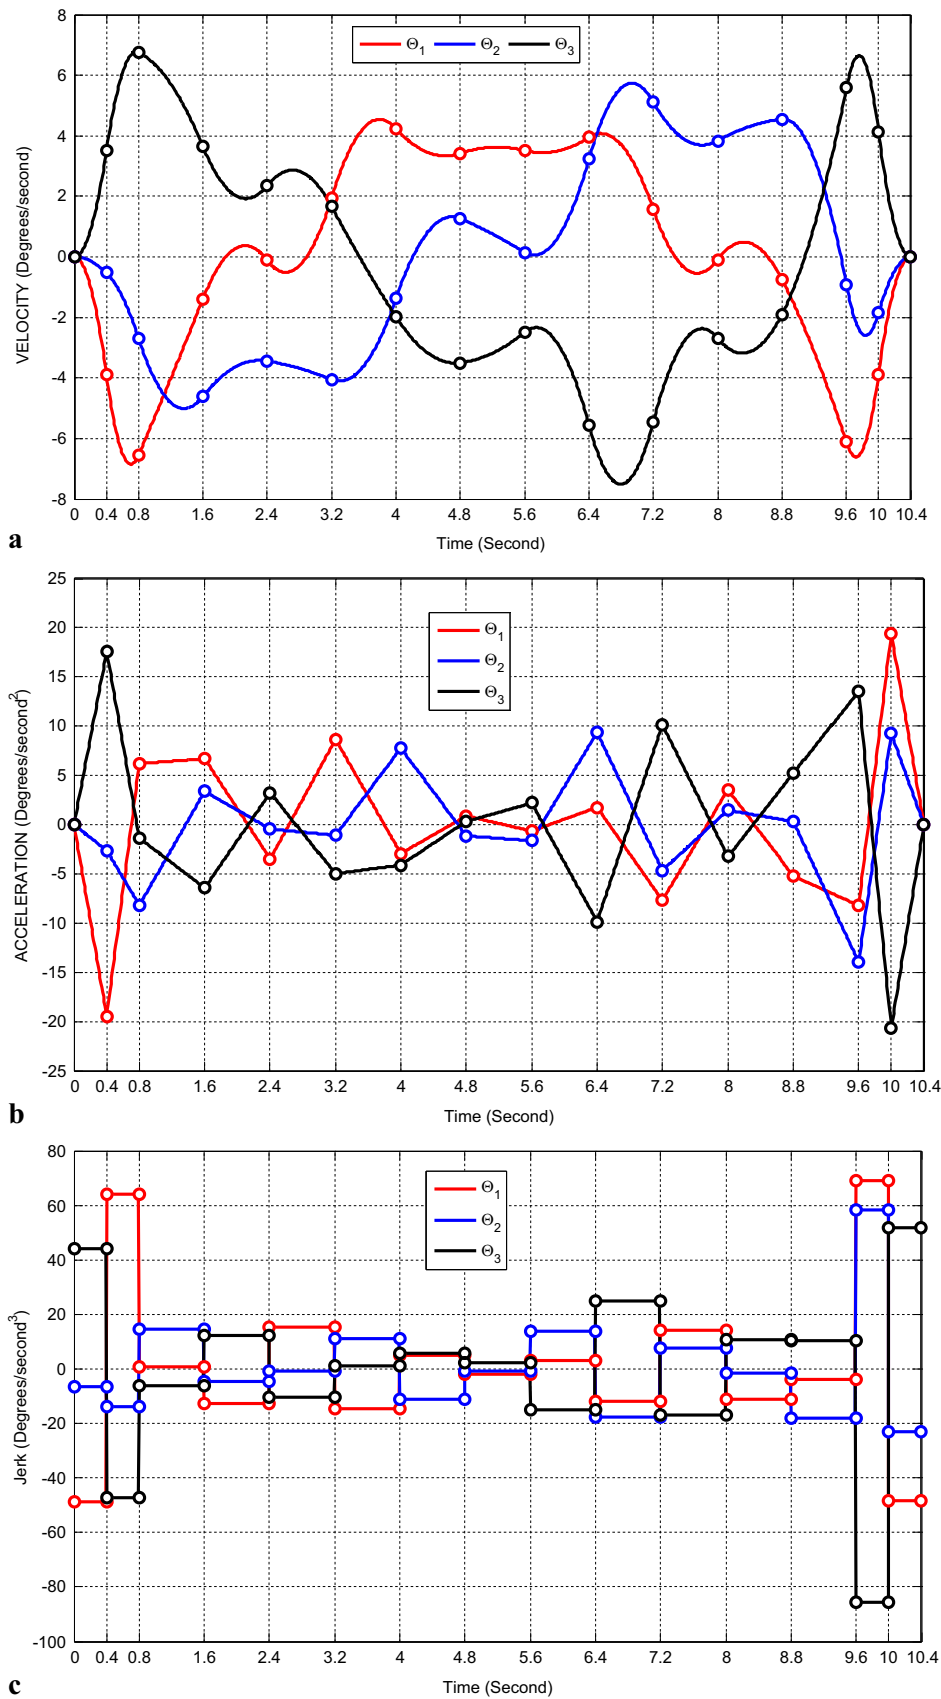 8
6
4
2
0
-2
-4
-6
-8
VELOCITY (Degrees/second)
Θ1 Θ2 Θ3
0 0.4 0.8 1.6 2.4 3.2 4 4.8 5.6 6.4 7.2 8 8.8 9.6 10 10.4
Time (Second)
a
25
20
15
10
5
0
-5
-10
-15
-20
-25
ACCELERATION (Degrees/second²)
Θ1
Θ2
Θ3
0 0.4 0.8 1.6 2.4 3.2 4 4.8 5.6 6.4 7.2 8 8.8 9.6 10 10.4
Time (Second)
b
80
60
40
20
0
-20
-40
-60
-80
-100
Jerk (Degrees/second³)
Θ1
Θ2
Θ3
0 0.4 0.8 1.6 2.4 3.2 4 4.8 5.6 6.4 7.2 8 8.8 9.6 10 10.4
Time (Second)
c